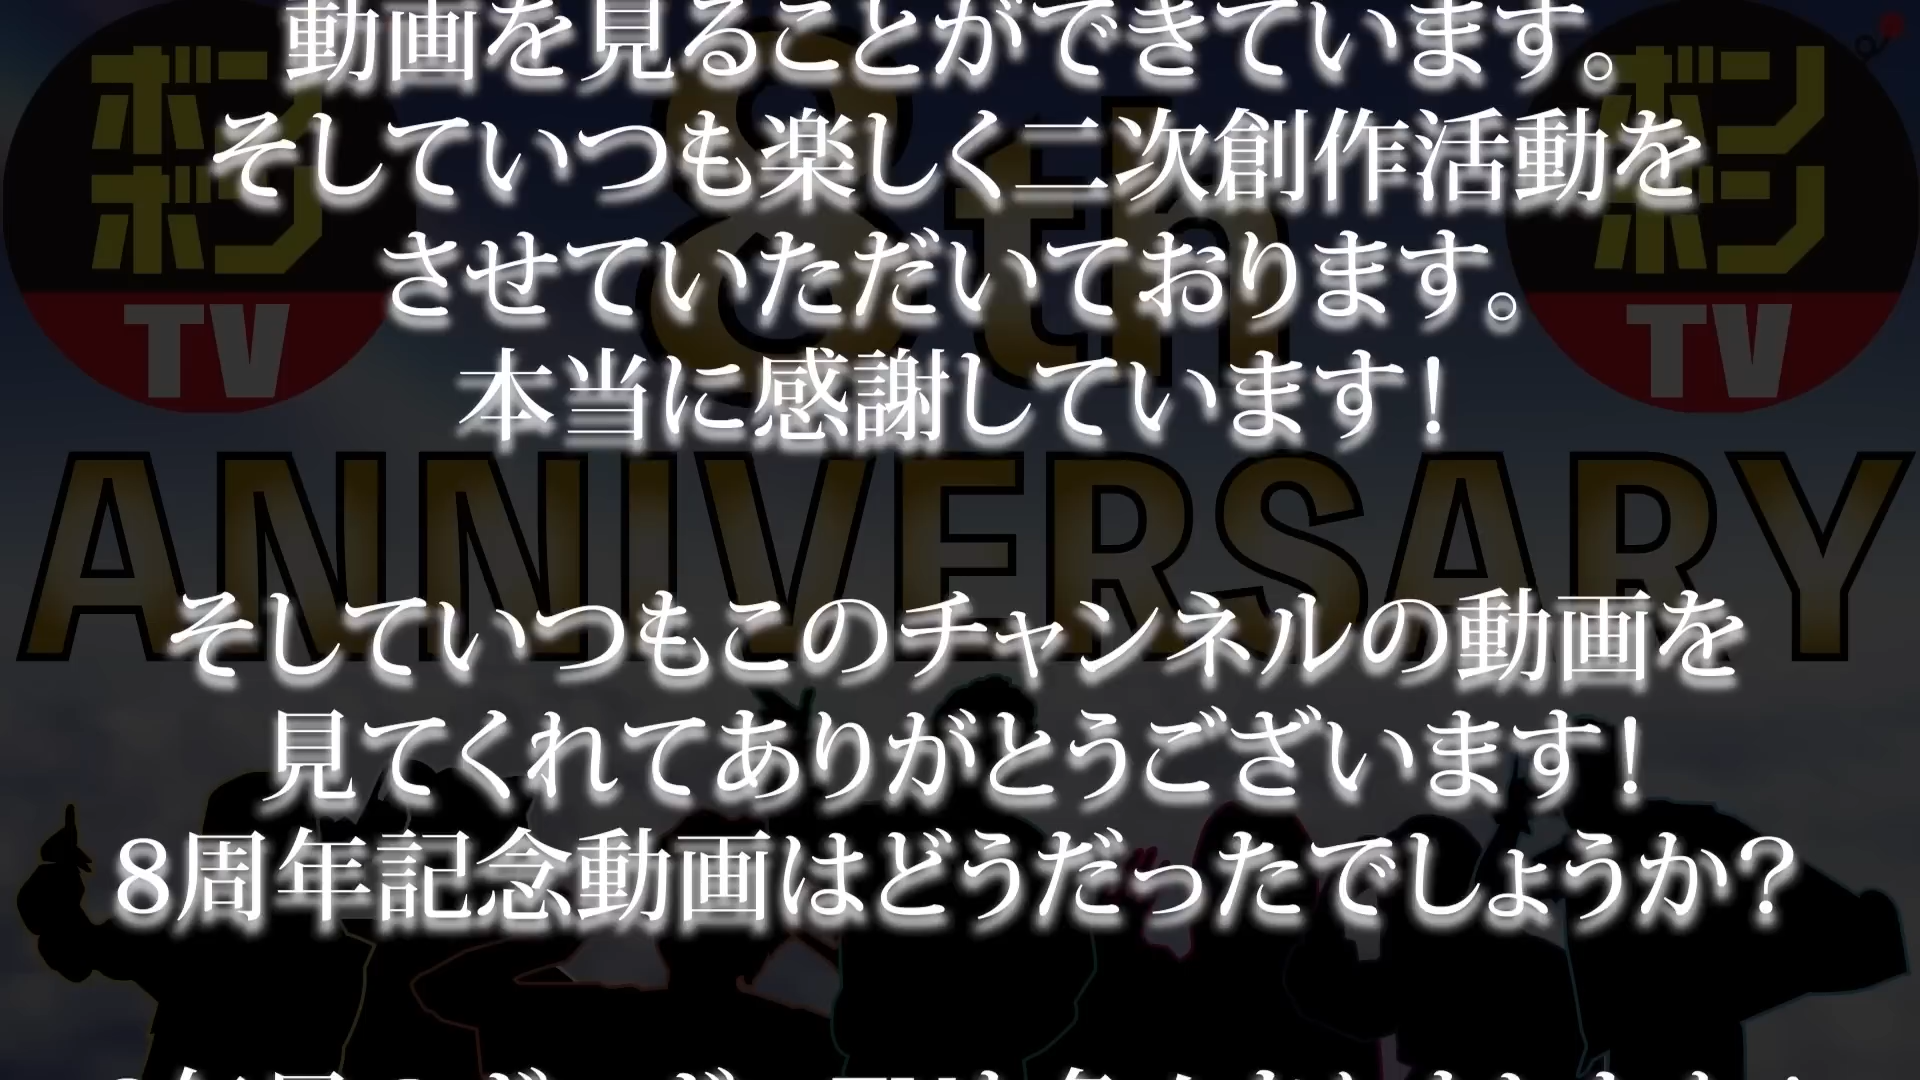 動画を見ることができています。
そしていつも楽しく二次創作活動を
させていただいております。
本当に感謝しています！
そしていつもこのチャンネルの動画を
見てくれてありがとうございます！
8周年記念動画はどうだったでしょうか？
ボンボン
TV
8th
ボンボン
TV
ANNIVERSARY